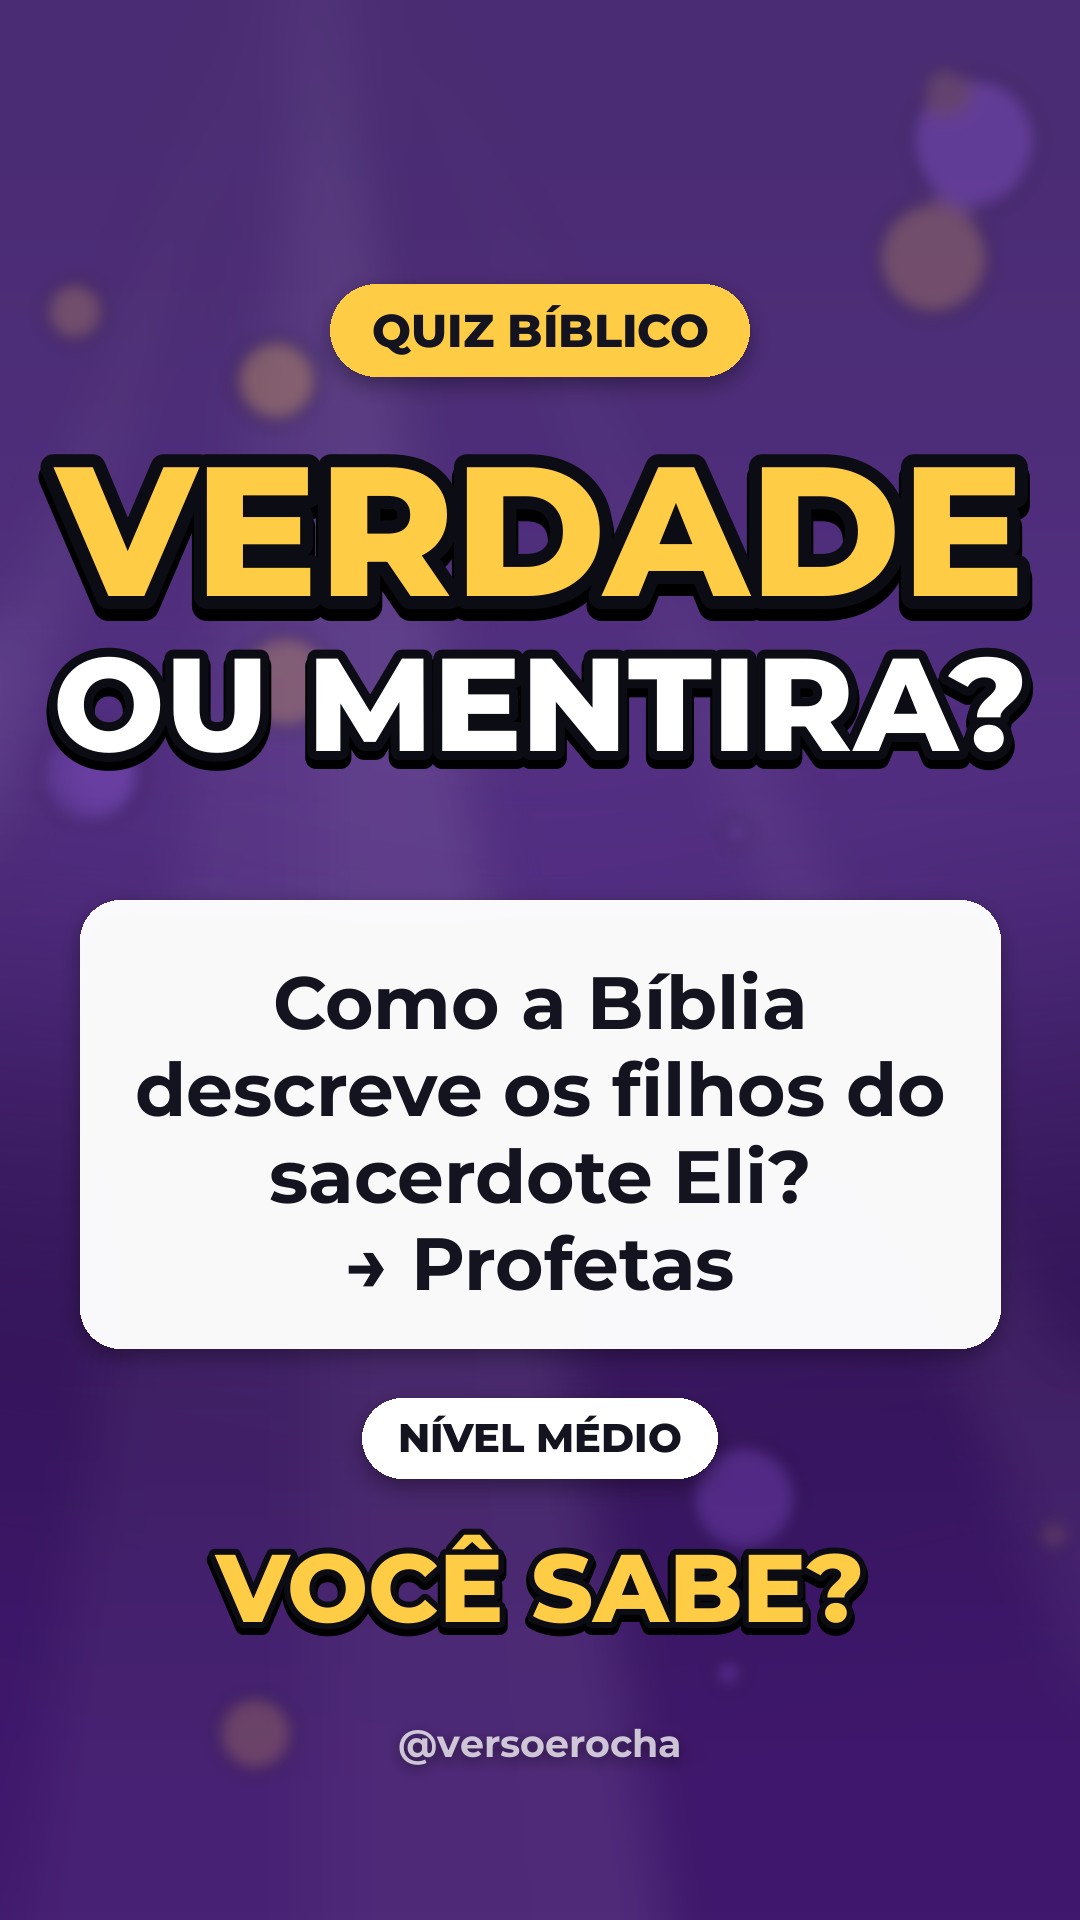 QUIZ BÍBLICO
VERDADE
OU MENTIRA?
Como a Bíblia
descreve os filhos do
sacerdote Eli?
→ Profetas
NÍVEL MÉDIO
VOCÊ SABE?
@versoerocha